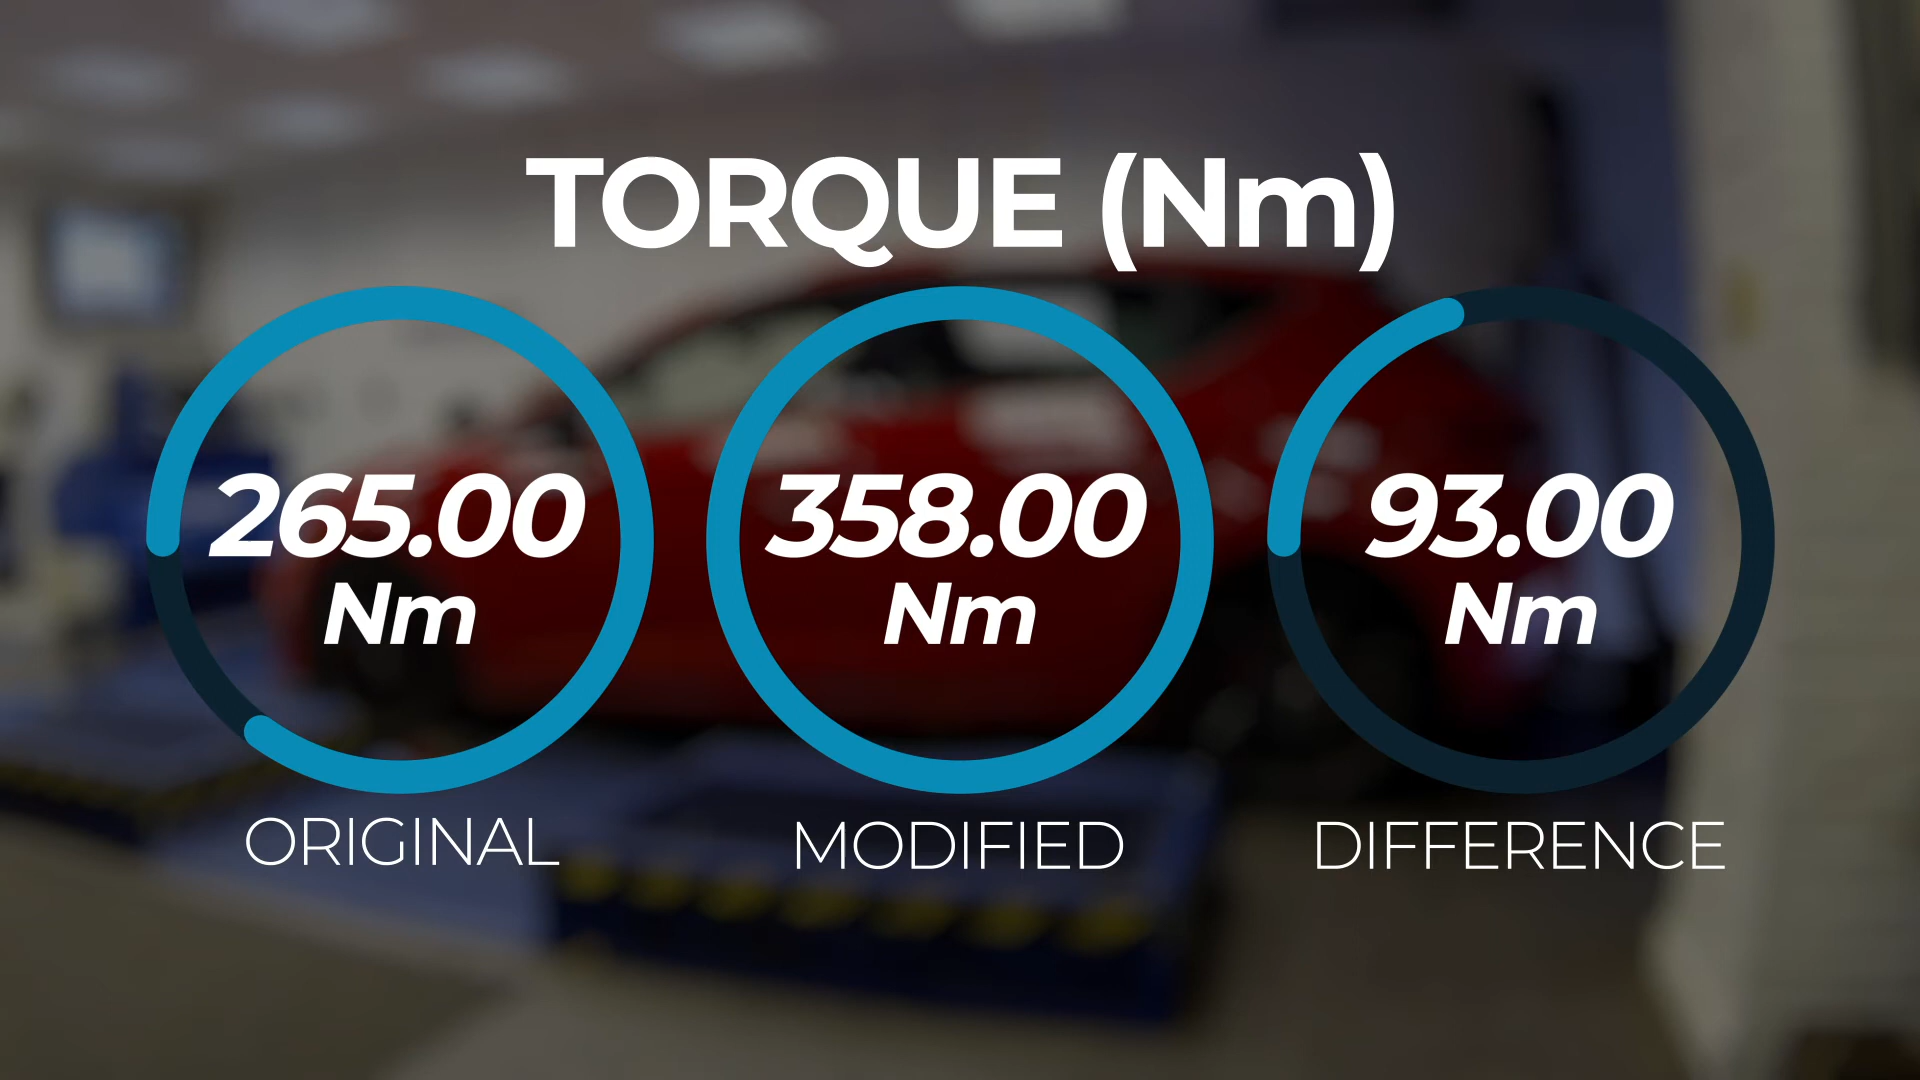 TORQUE (Nm)
265.00
Nm
358.00
Nm
93.00
Nm
ORIGINAL
MODIFIED
DIFFERENCE